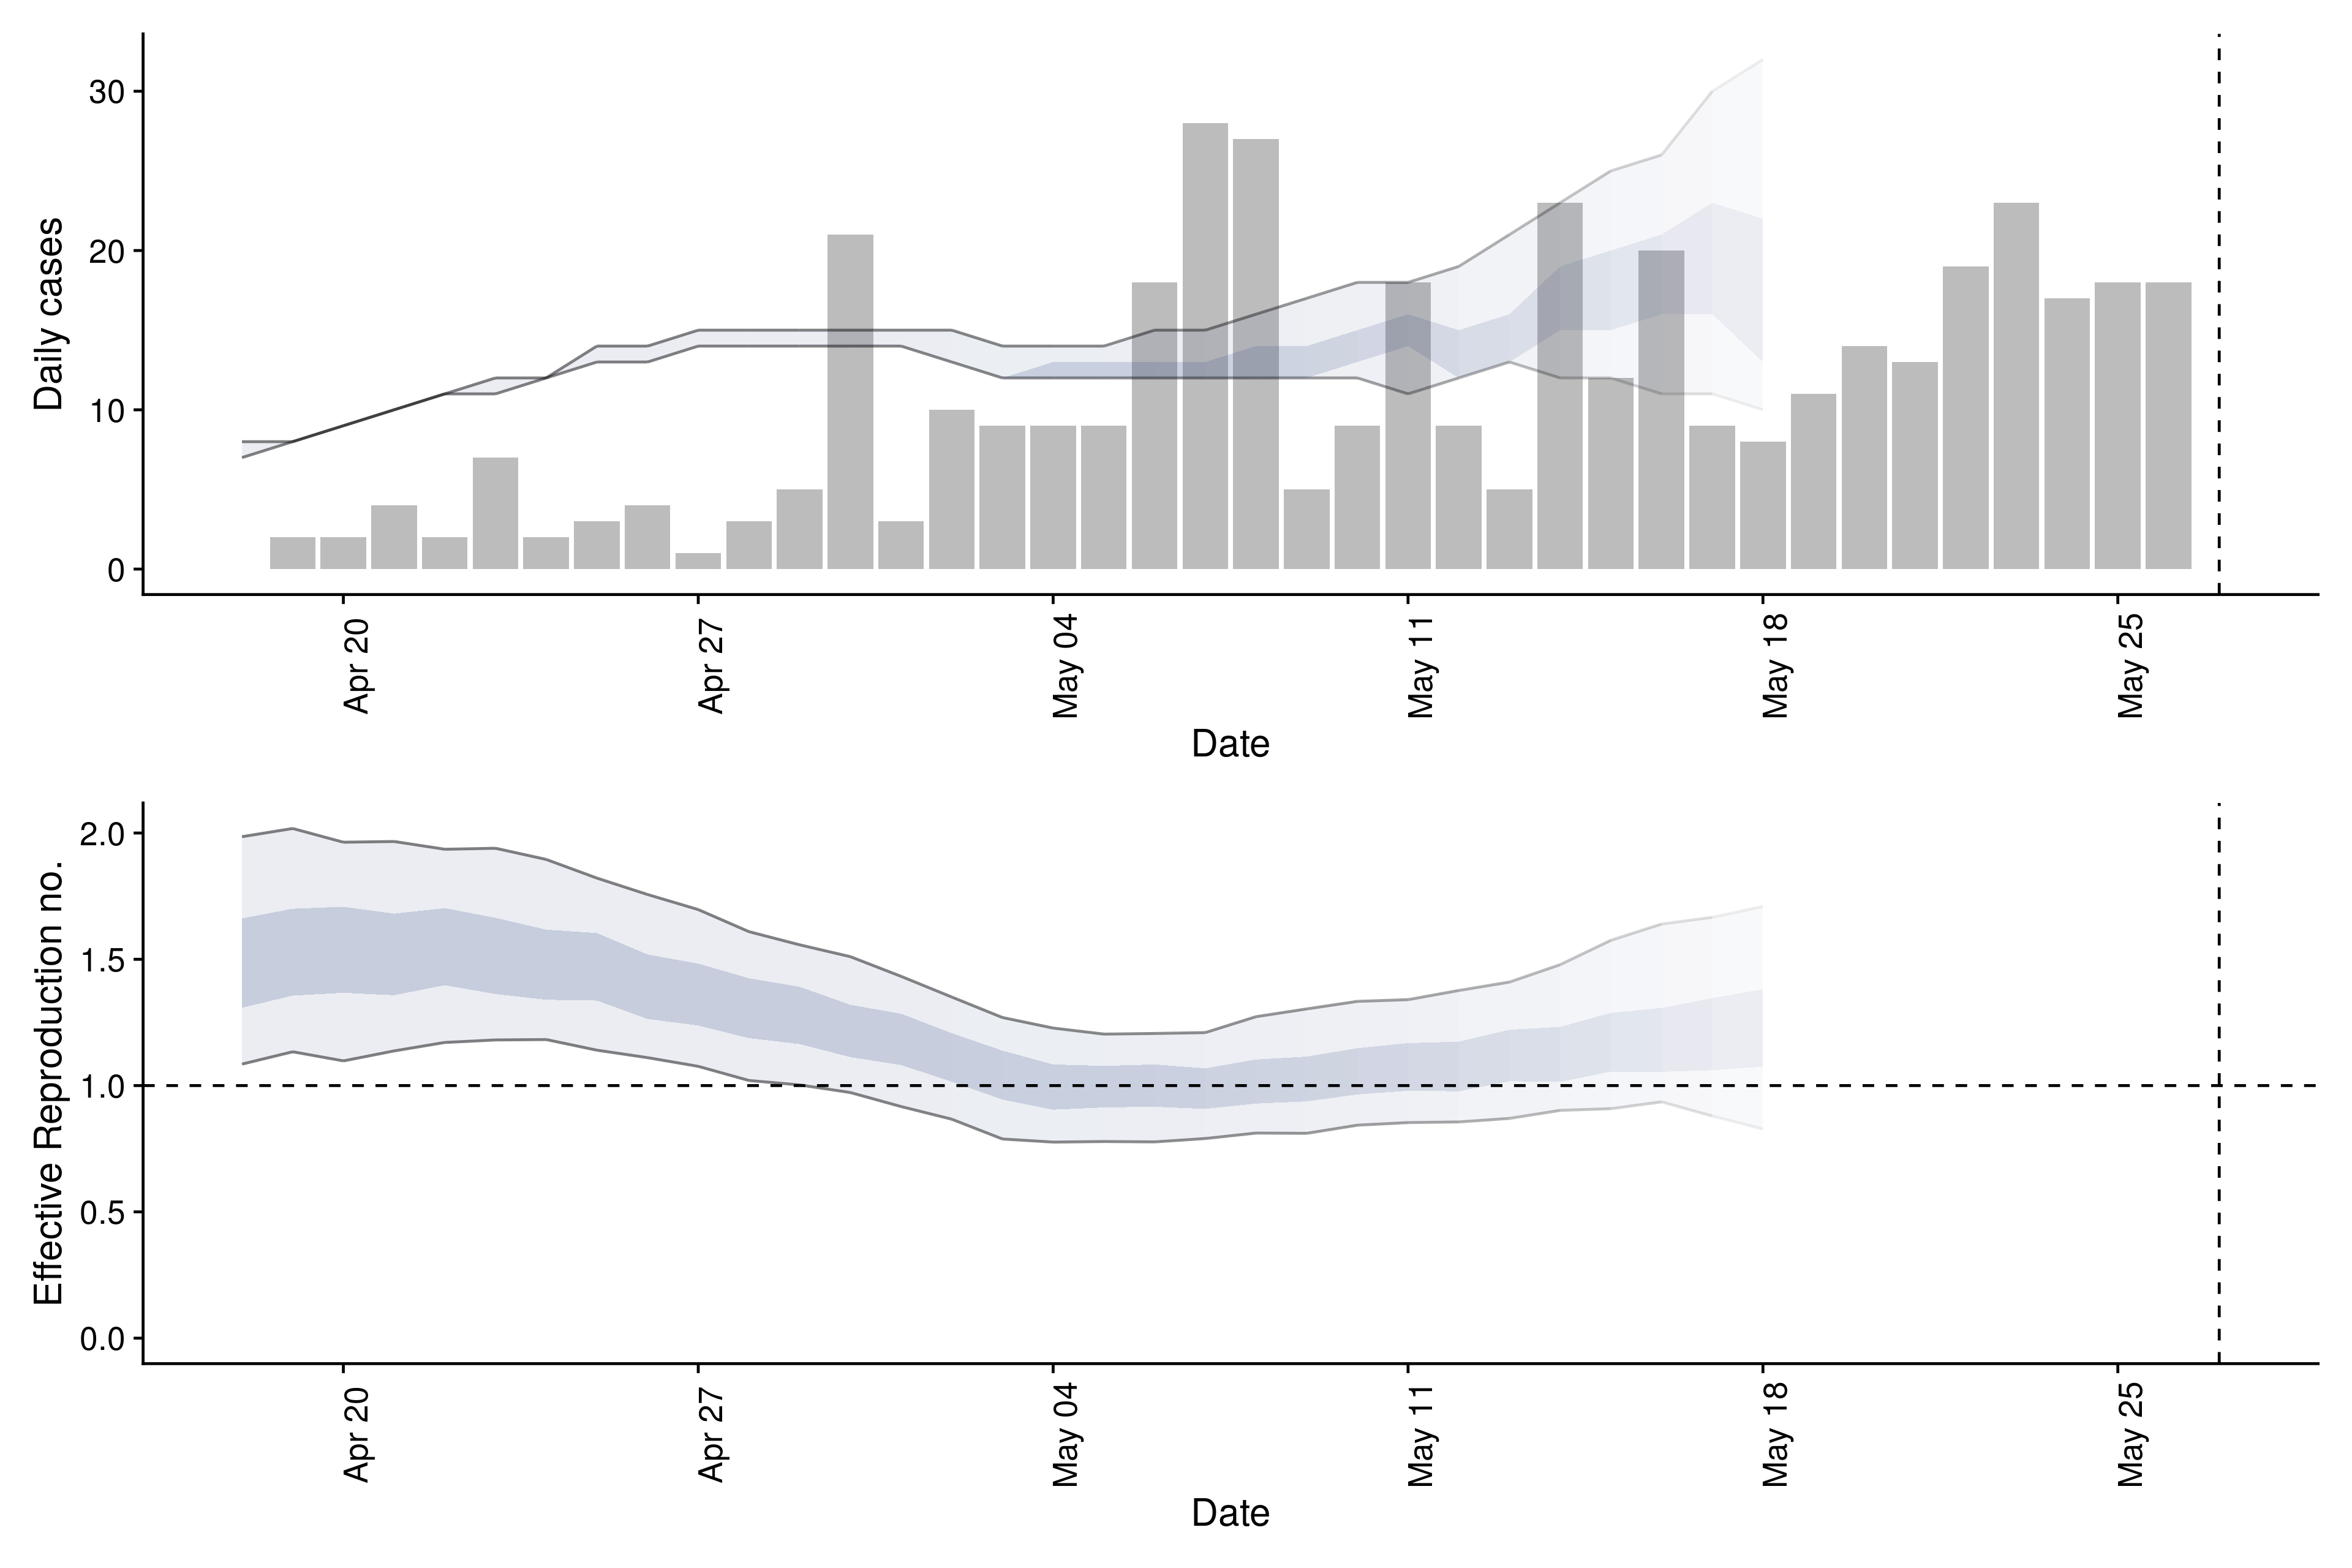 Daily cases
30
20
10
0
Apr 20
Apr 27
May 04
May 11
May 18
May 25
Date
Effective Reproduction no.
2.0
1.5
1.0
0.5
0.0
Apr 20
Apr 27
May 04
May 11
May 18
May 25
Date